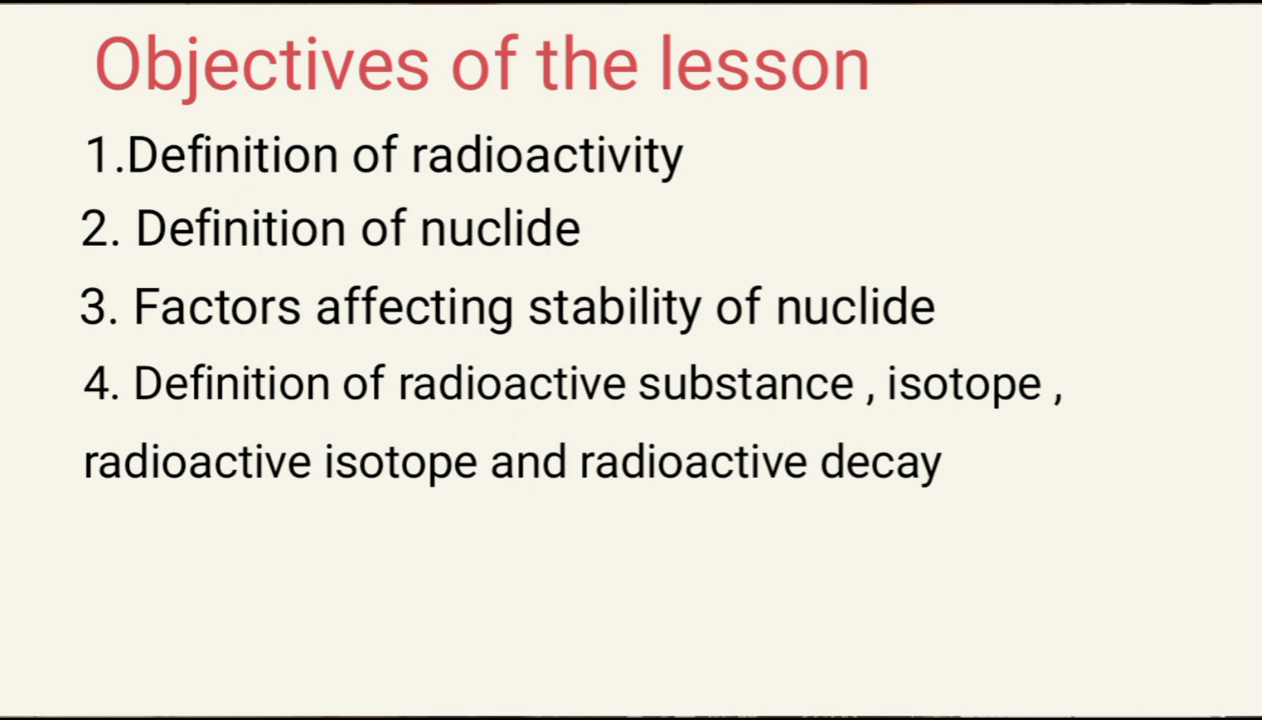 Objectives of the lesson
1.Definition of radioactivity
2. Definition of nuclide
3. Factors affecting stability of nuclide
4. Definition of radioactive substance , isotope ,
radioactive isotope and radioactive decay